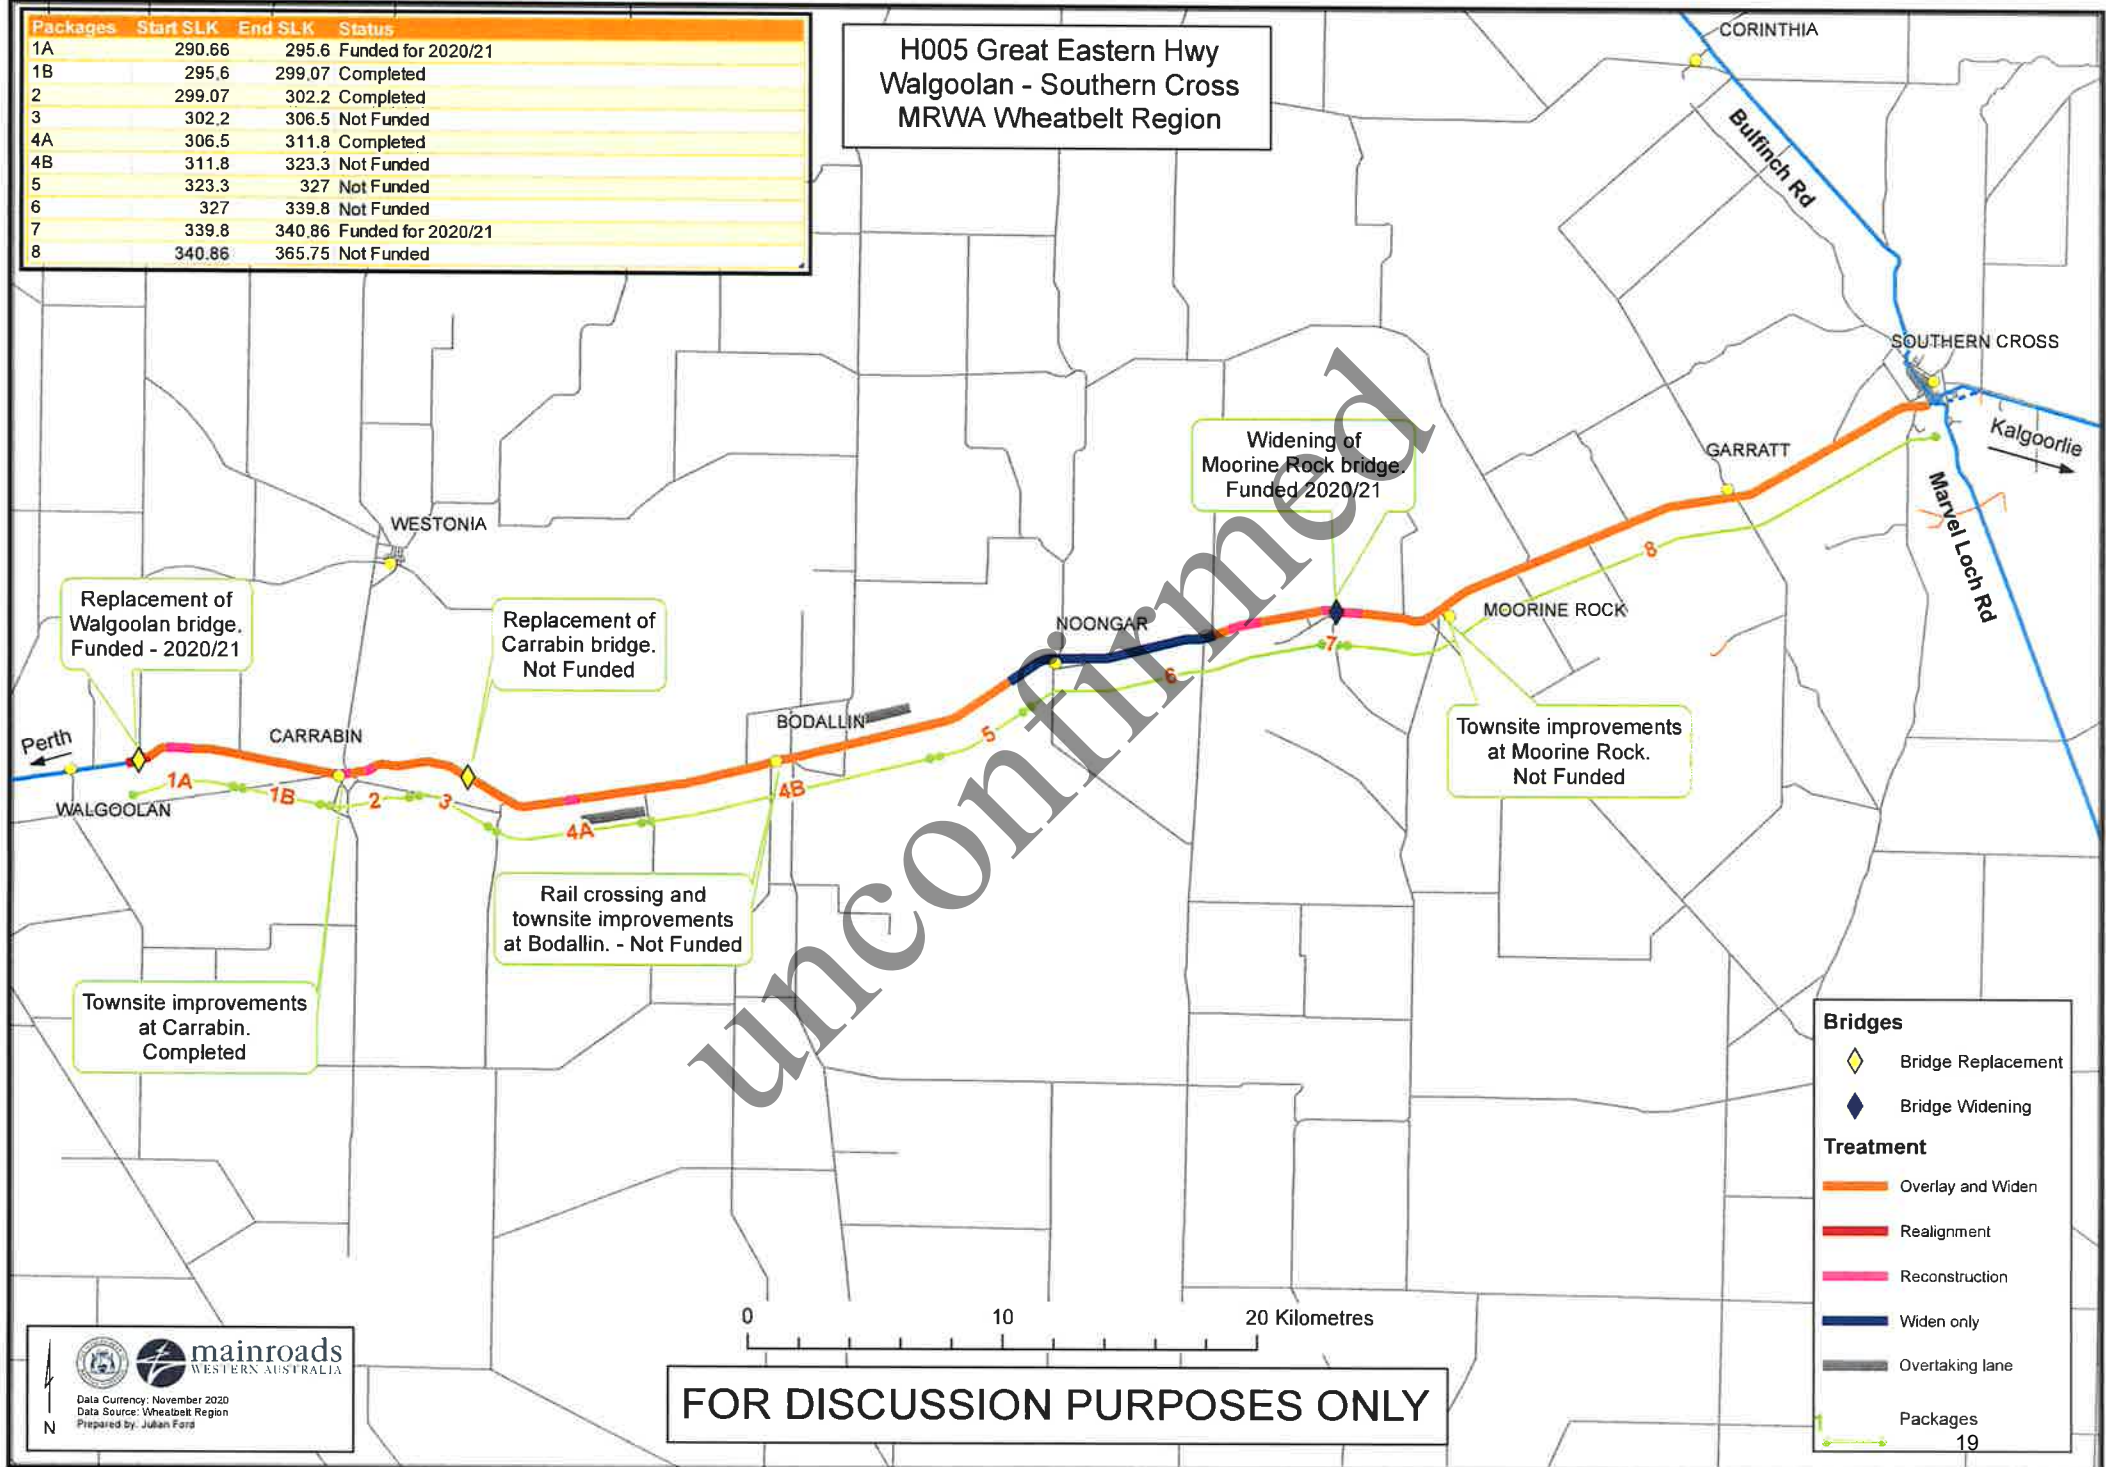 Packages Start SLK End SLK Status
1A 290.66 295.6 Funded for 2020/21
1B 295.6 299.07 Completed
2 299.07 302.2 Completed
3 302.2 306.5 Not Funded
4A 306.5 311.8 Completed
4B 311.8 323.3 Not Funded
5 323.3 327 Not Funded
6 327 339.8 Not Funded
7 339.8 340.86 Funded for 2020/21
8 340.86 365.75 Not Funded
H005 Great Eastern Hwy
Walgoolan - Southern Cross
MRWA Wheatbelt Region
CORINTHIA
Bulfinch Rd
SOUTHERN CROSS
Kalgoorlie
GARRATT
Marvel Loch Rd
Widening of
Moorine Rock bridge.
Funded 2020/21
WESTONIA
Replacement of
Walgoolan bridge.
Funded - 2020/21
Replacement of
Carrabin bridge.
Not Funded
NOONGAR
MOORINE ROCK
8
7
6
5
BODALLIN
CARRABIN
Perth
WALGOOLAN
1A
1B
2
3
4A
4B
Townsite improvements
at Moorine Rock.
Not Funded
Rail crossing and
townsite improvements
at Bodallin. - Not Funded
Townsite improvements
at Carrabin.
Completed
unconfirmed
Bridges
Bridge Replacement
Bridge Widening
Treatment
Overlay and Widen
Realignment
Reconstruction
Widen only
Overtaking lane
1 Packages
19
0 10 20 Kilometres
FOR DISCUSSION PURPOSES ONLY
N
mainroads
WESTERN AUSTRALIA
Data Currency: November 2020
Data Source: Wheatbelt Region
Prepared by: Julian Ford